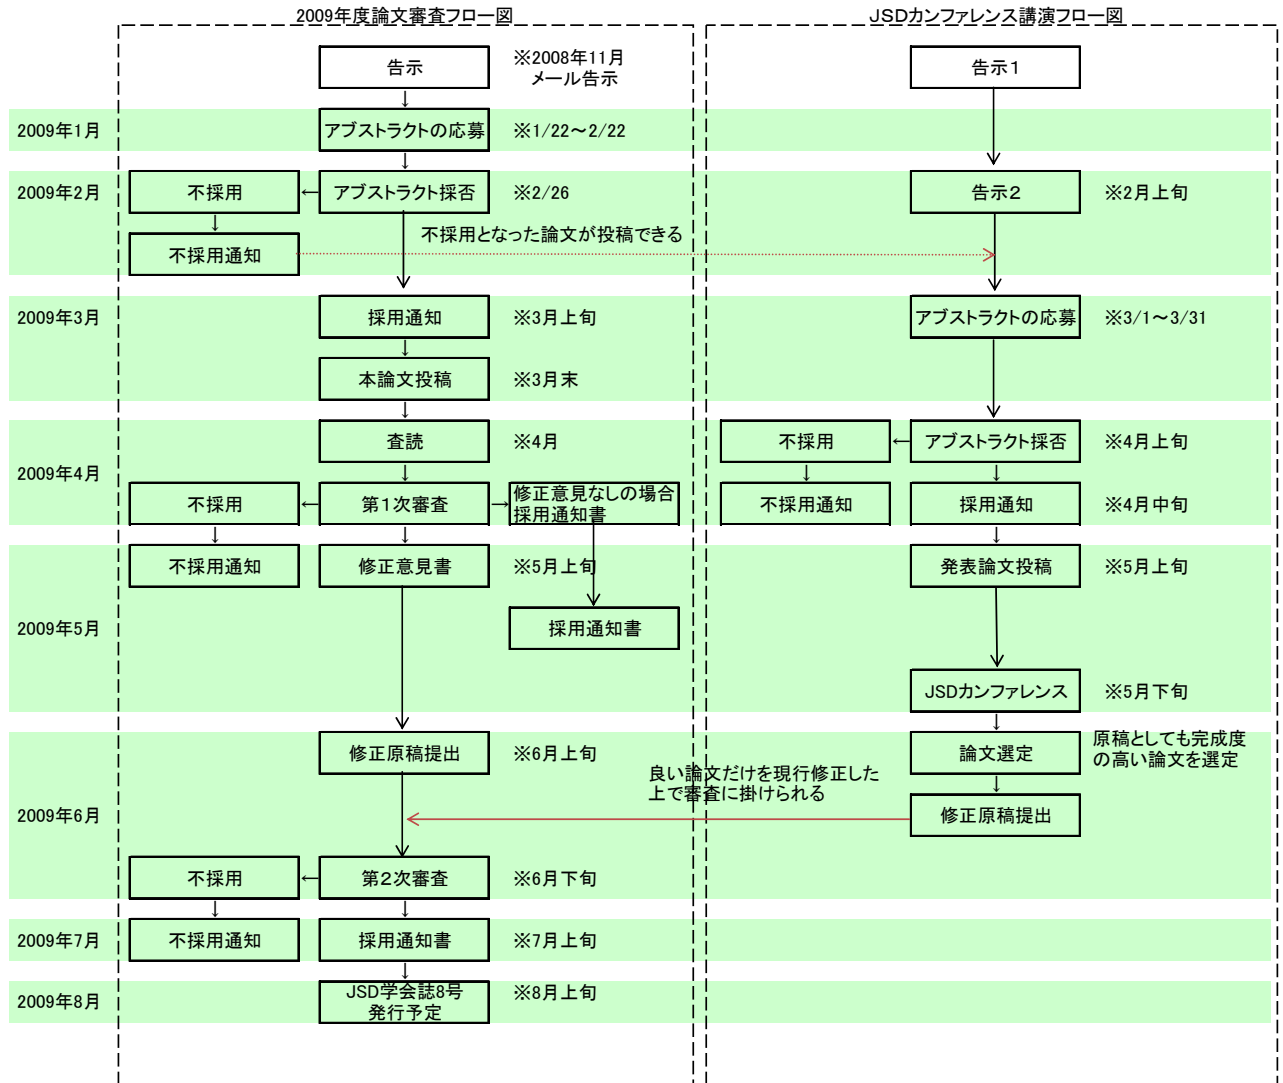 2009年度論文審査フロー図
JSDカンファレンス講演フロー図
告示
※2008年11月
メール告示
告示1
2009年1月
アブストラクトの応募
※1/22～2/22
2009年2月
不採用
アブストラクト採否
※2/26
告示2
※2月上旬
不採用となった論文が投稿できる
不採用通知
2009年3月
採用通知
※3月上旬
アブストラクトの応募
※3/1～3/31
本論文投稿
※3月末
2009年4月
査読
※4月
不採用
アブストラクト採否
※4月上旬
不採用
第1次審査
修正意見なしの場合
採用通知書
不採用通知
採用通知
※4月中旬
不採用通知
修正意見書
※5月上旬
発表論文投稿
※5月上旬
2009年5月
採用通知書
JSDカンファレンス
※5月下旬
修正原稿提出
※6月上旬
論文選定
原稿としても完成度
の高い論文を選定
良い論文だけを現行修正した
上で審査に掛けられる
2009年6月
修正原稿提出
不採用
第2次審査
※6月下旬
2009年7月
不採用通知
採用通知書
※7月上旬
2009年8月
JSD学会誌8号
発行予定
※8月上旬